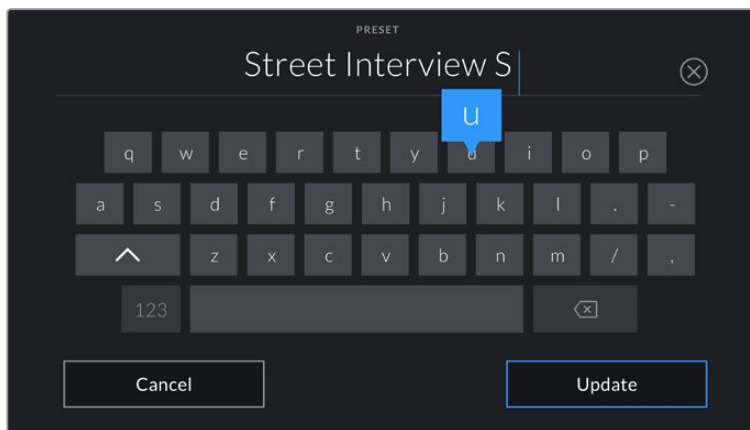 PRESET
Street Interview S
u
q w e r t y u i o p
a s d f g h j k l . -
z x c v b n m / ,
123
Cancel Update